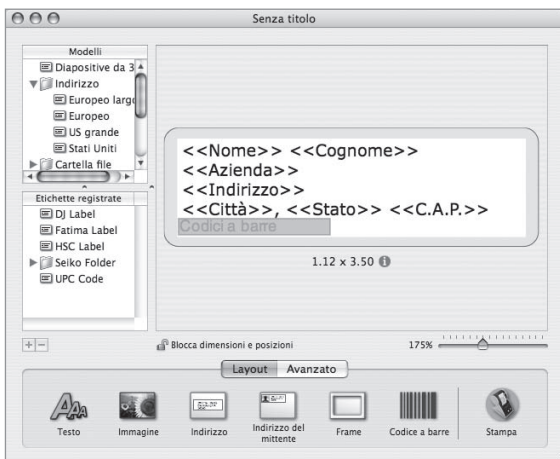 Senza titolo
Modelli
Diapositive da 3
Indirizzo
Europeo largo
Europeo
US grande
Stati Uniti
Cartella file
Etichette registrate
DJ Label
Fatima Label
HSC Label
Seiko Folder
UPC Code
<<Nome>> <<Cognome>>
<<Azienda>>
<<Indirizzo>>
<<Città>>, <<Stato>> <<C.A.P.>>
Codici a barre
1.12 x 3.50
Blocca dimensioni e posizioni
175%
Layout Avanzato
Testo
Immagine
Indirizzo
Indirizzo del
mittente
Frame
Codice a barre
Stampa